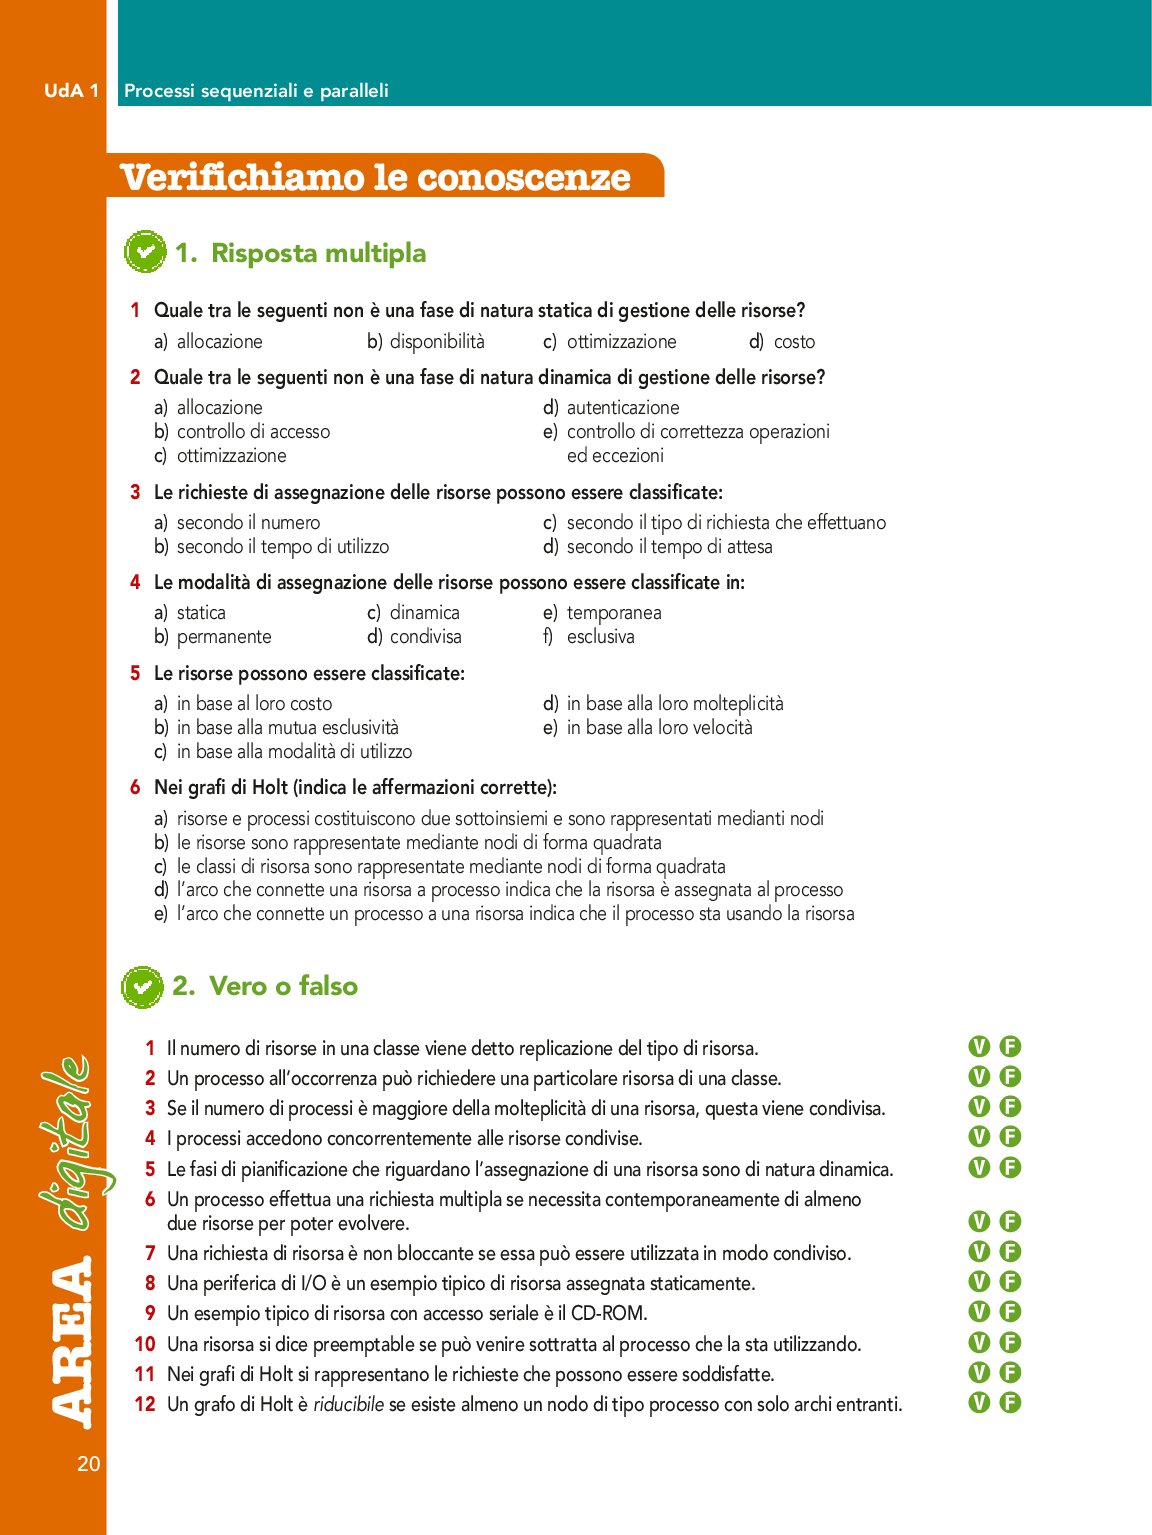 UdA 1 Processi sequenziali e paralleli
Verifichiamo le conoscenze
1. Risposta multipla
1 Quale tra le seguenti non è una fase di natura statica di gestione delle risorse?
a) allocazione b) disponibilità c) ottimizzazione d) costo
2 Quale tra le seguenti non è una fase di natura dinamica di gestione delle risorse?
a) allocazione d) autenticazione
b) controllo di accesso e) controllo di correttezza operazioni
c) ottimizzazione ed eccezioni
3 Le richieste di assegnazione delle risorse possono essere classificate:
a) secondo il numero c) secondo il tipo di richiesta che effettuano
b) secondo il tempo di utilizzo d) secondo il tempo di attesa
4 Le modalità di assegnazione delle risorse possono essere classificate in:
a) statica c) dinamica e) temporanea
b) permanente d) condivisa f) esclusiva
5 Le risorse possono essere classificate:
a) in base al loro costo d) in base alla loro molteplicità
b) in base alla mutua esclusività e) in base alla loro velocità
c) in base alla modalità di utilizzo
6 Nei grafi di Holt (indica le affermazioni corrette):
a) risorse e processi costituiscono due sottoinsiemi e sono rappresentati medianti nodi
b) le risorse sono rappresentate mediante nodi di forma quadrata
c) le classi di risorsa sono rappresentate mediante nodi di forma quadrata
d) l'arco che connette una risorsa a processo indica che la risorsa è assegnata al processo
e) l'arco che connette un processo a una risorsa indica che il processo sta usando la risorsa
2. Vero o falso
1 Il numero di risorse in una classe viene detto replicazione del tipo di risorsa. V F
2 Un processo all'occorrenza può richiedere una particolare risorsa di una classe. V F
3 Se il numero di processi è maggiore della molteplicità di una risorsa, questa viene condivisa. V F
4 I processi accedono concorrentemente alle risorse condivise. V F
5 Le fasi di pianificazione che riguardano l'assegnazione di una risorsa sono di natura dinamica. V F
6 Un processo effettua una richiesta multipla se necessita contemporaneamente di almeno
due risorse per poter evolvere. V F
7 Una richiesta di risorsa è non bloccante se essa può essere utilizzata in modo condiviso. V F
8 Una periferica di I/O è un esempio tipico di risorsa assegnata staticamente. V F
9 Un esempio tipico di risorsa con accesso seriale è il CD-ROM. V F
10 Una risorsa si dice preemptable se può venire sottratta al processo che la sta utilizzando. V F
11 Nei grafi di Holt si rappresentano le richieste che possono essere soddisfatte. V F
12 Un grafo di Holt è riducibile se esiste almeno un nodo di tipo processo con solo archi entranti. V F
AREA digitale
20